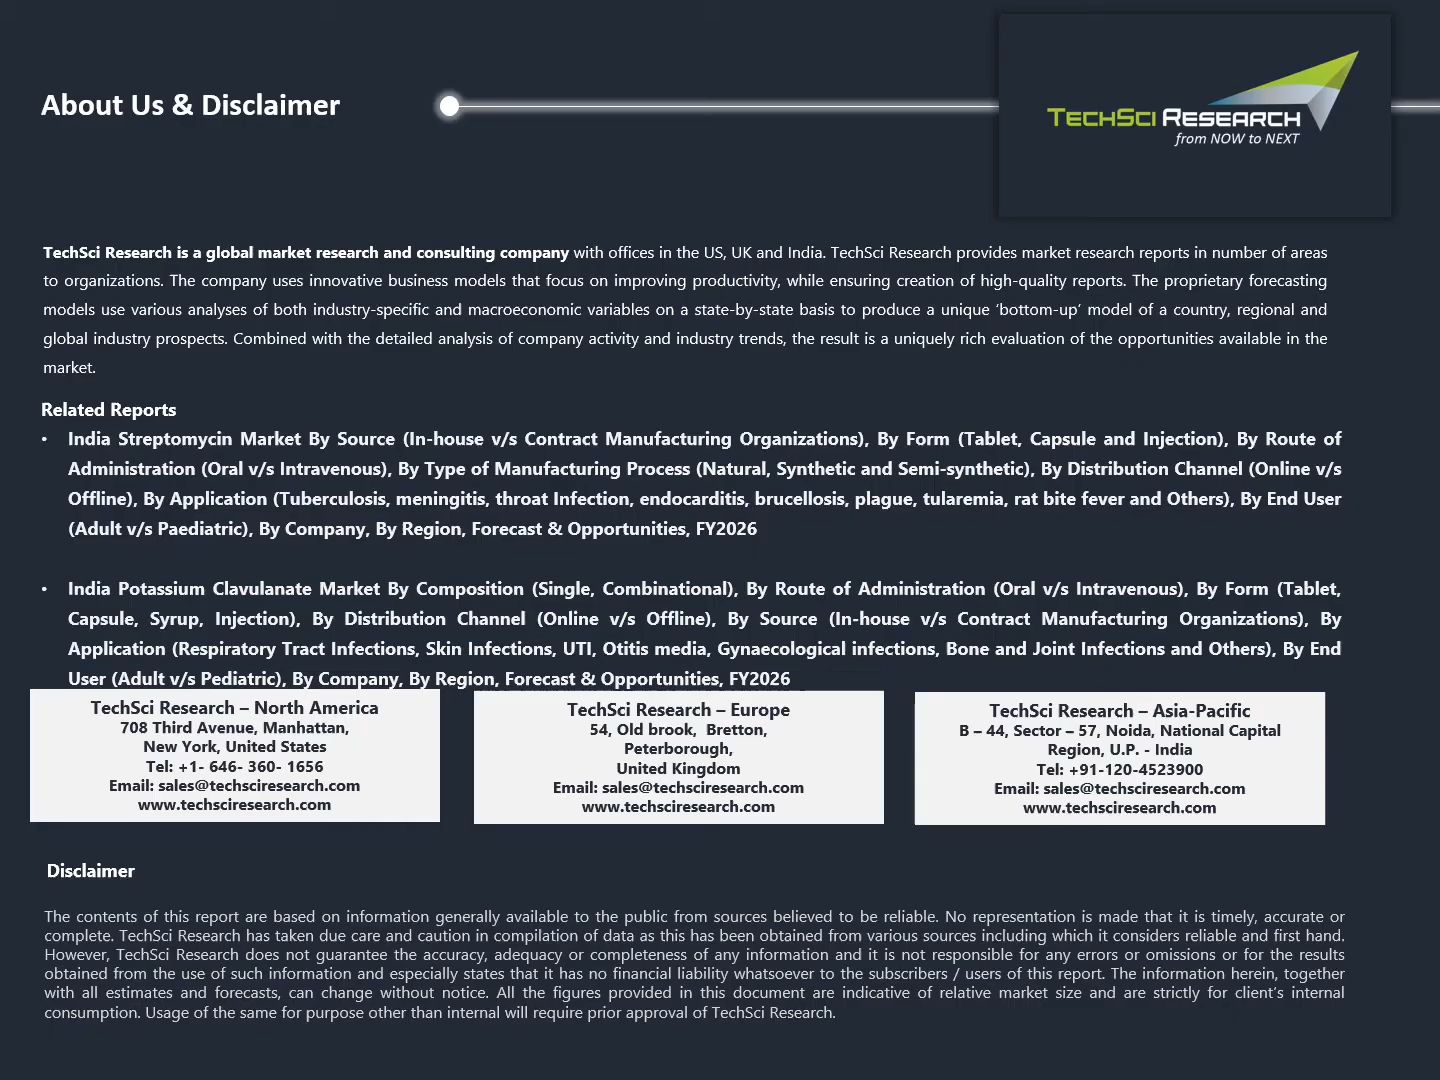 About Us & Disclaimer
TECHSCI RESEARCH
from NOW to NEXT
TechSci Research is a global market research and consulting company with offices in the US, UK and India. TechSci Research provides market research reports in number of areas
to organizations. The company uses innovative business models that focus on improving productivity, while ensuring creation of high-quality reports. The proprietary forecasting
models use various analyses of both industry-specific and macroeconomic variables on a state-by-state basis to produce a unique ‘bottom-up’ model of a country, regional and
global industry prospects. Combined with the detailed analysis of company activity and industry trends, the result is a uniquely rich evaluation of the opportunities available in the
market.
Related Reports
• India Streptomycin Market By Source (In-house v/s Contract Manufacturing Organizations), By Form (Tablet, Capsule and Injection), By Route of
Administration (Oral v/s Intravenous), By Type of Manufacturing Process (Natural, Synthetic and Semi-synthetic), By Distribution Channel (Online v/s
Offline), By Application (Tuberculosis, meningitis, throat Infection, endocarditis, brucellosis, plague, tularemia, rat bite fever and Others), By End User
(Adult v/s Paediatric), By Company, By Region, Forecast & Opportunities, FY2026
• India Potassium Clavulanate Market By Composition (Single, Combinational), By Route of Administration (Oral v/s Intravenous), By Form (Tablet,
Capsule, Syrup, Injection), By Distribution Channel (Online v/s Offline), By Source (In-house v/s Contract Manufacturing Organizations), By
Application (Respiratory Tract Infections, Skin Infections, UTI, Otitis media, Gynaecological infections, Bone and Joint Infections and Others), By End
User (Adult v/s Pediatric), By Company, By Region, Forecast & Opportunities, FY2026
TechSci Research – North America
708 Third Avenue, Manhattan,
New York, United States
Tel: +1- 646- 360- 1656
Email: sales@techsciresearch.com
www.techsciresearch.com
TechSci Research – Europe
54, Old brook, Bretton,
Peterborough,
United Kingdom
Email: sales@techsciresearch.com
www.techsciresearch.com
TechSci Research – Asia-Pacific
B – 44, Sector – 57, Noida, National Capital
Region, U.P. - India
Tel: +91-120-4523900
Email: sales@techsciresearch.com
www.techsciresearch.com
Disclaimer
The contents of this report are based on information generally available to the public from sources believed to be reliable. No representation is made that it is timely, accurate or
complete. TechSci Research has taken due care and caution in compilation of data as this has been obtained from various sources including which it considers reliable and first hand.
However, TechSci Research does not guarantee the accuracy, adequacy or completeness of any information and it is not responsible for any errors or omissions or for the results
obtained from the use of such information and especially states that it has no financial liability whatsoever to the subscribers / users of this report. The information herein, together
with all estimates and forecasts, can change without notice. All the figures provided in this document are indicative of relative market size and are strictly for client’s internal
consumption. Usage of the same for purpose other than internal will require prior approval of TechSci Research.